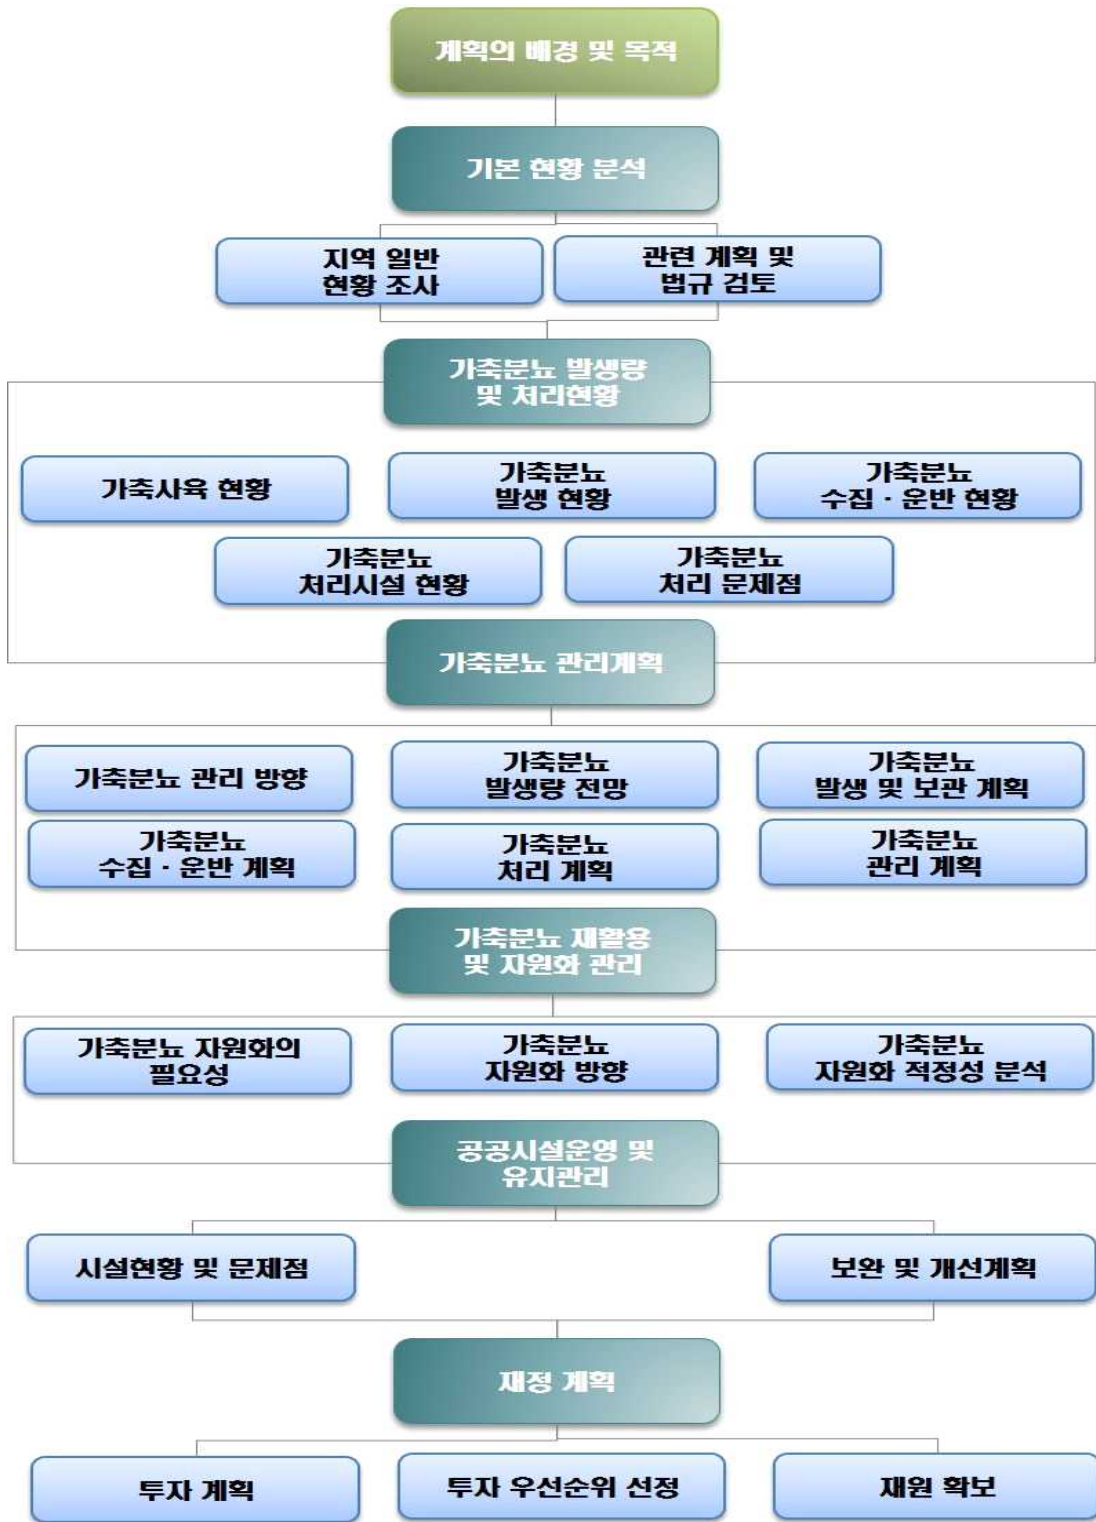 계획의 배경 및 목적
기본 현황 분석
지역 일반
현황 조사
관련 계획 및
법규 검토
가축분뇨 발생량
및 처리현황
가축사육 현황
가축분뇨
발생 현황
가축분뇨
수집 · 운반 현황
가축분뇨
처리시설 현황
가축분뇨
처리 문제점
가축분뇨 관리계획
가축분뇨 관리 방향
가축분뇨
발생량 전망
가축분뇨
발생 및 보관 계획
가축분뇨
수집 · 운반 계획
가축분뇨
처리 계획
가축분뇨
관리 계획
가축분뇨 재활용
및 자원화 관리
가축분뇨 자원화의
필요성
가축분뇨
자원화 방향
가축분뇨
자원화 적정성 분석
공공시설운영 및
유지관리
시설현황 및 문제점
보완 및 개선계획
재정 계획
투자 계획
투자 우선순위 선정
재원 확보